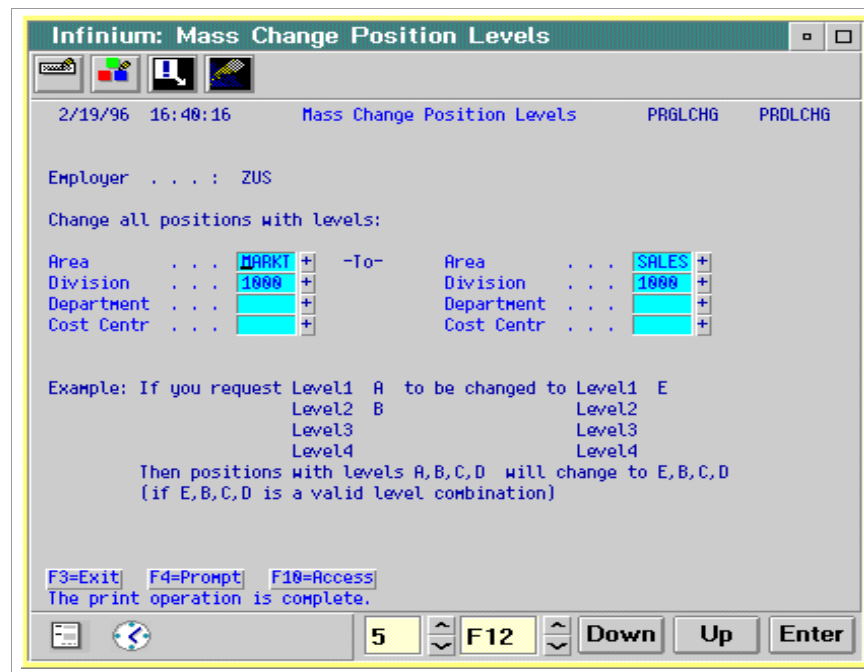 Infinium: Mass Change Position Levels
2/19/96 16:40:16 Mass Change Position Levels PRGLCHG PRDLCHG
Employer . . . : ZUS
Change all positions with levels:
Area . . . MARKT + -To- Area . . . SALES +
Division . . . 1000 + Division . . . 1000 +
Department . . . + Department . . . +
Cost Centr . . . + Cost Centr . . . +
Example: If you request Level1 A to be changed to Level1 E
Level2 B Level2
Level3 Level3
Level4 Level4
Then positions with levels A,B,C,D will change to E,B,C,D
(if E,B,C,D is a valid level combination)
F3=Exit F4=Prompt F10=Access
The print operation is complete.
5 F12 Down Up Enter